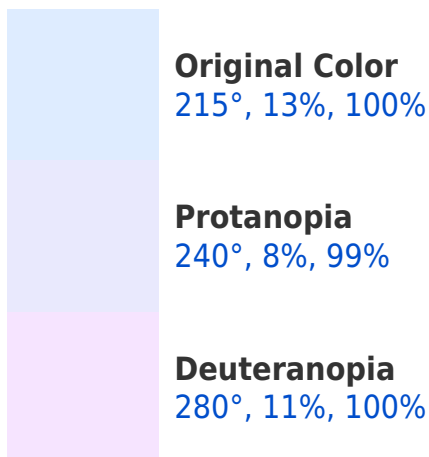 Original Color
215°, 13%, 100%
Protanopia
240°, 8%, 99%
Deuteranopia
280°, 11%, 100%